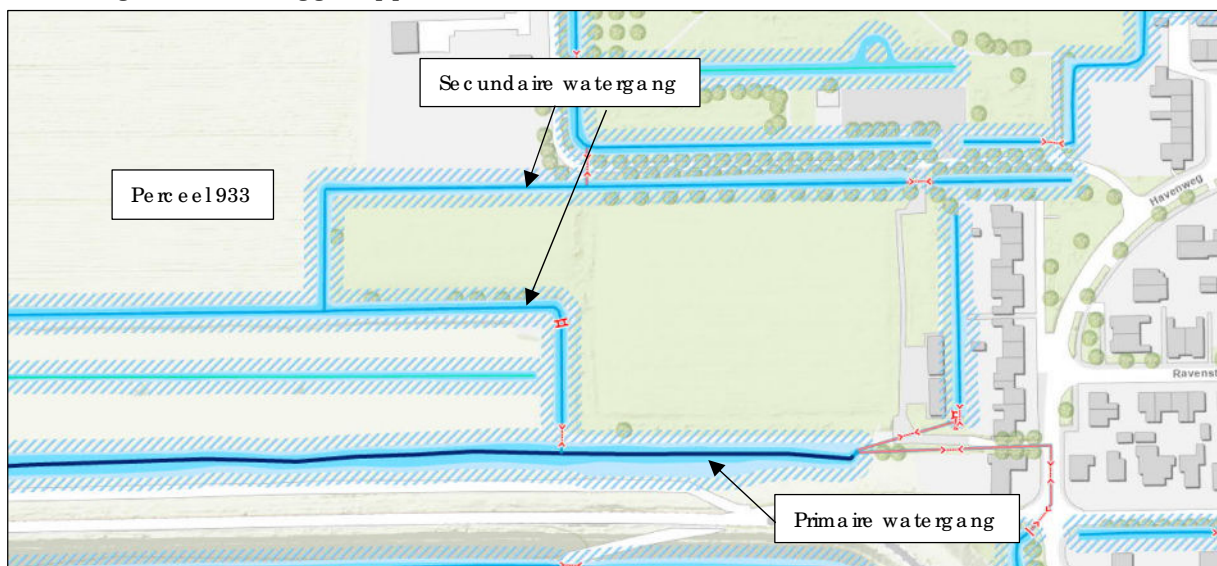 Secundaire watergang
Perceel 933
Havenweg
Ravenst
Primaire watergang